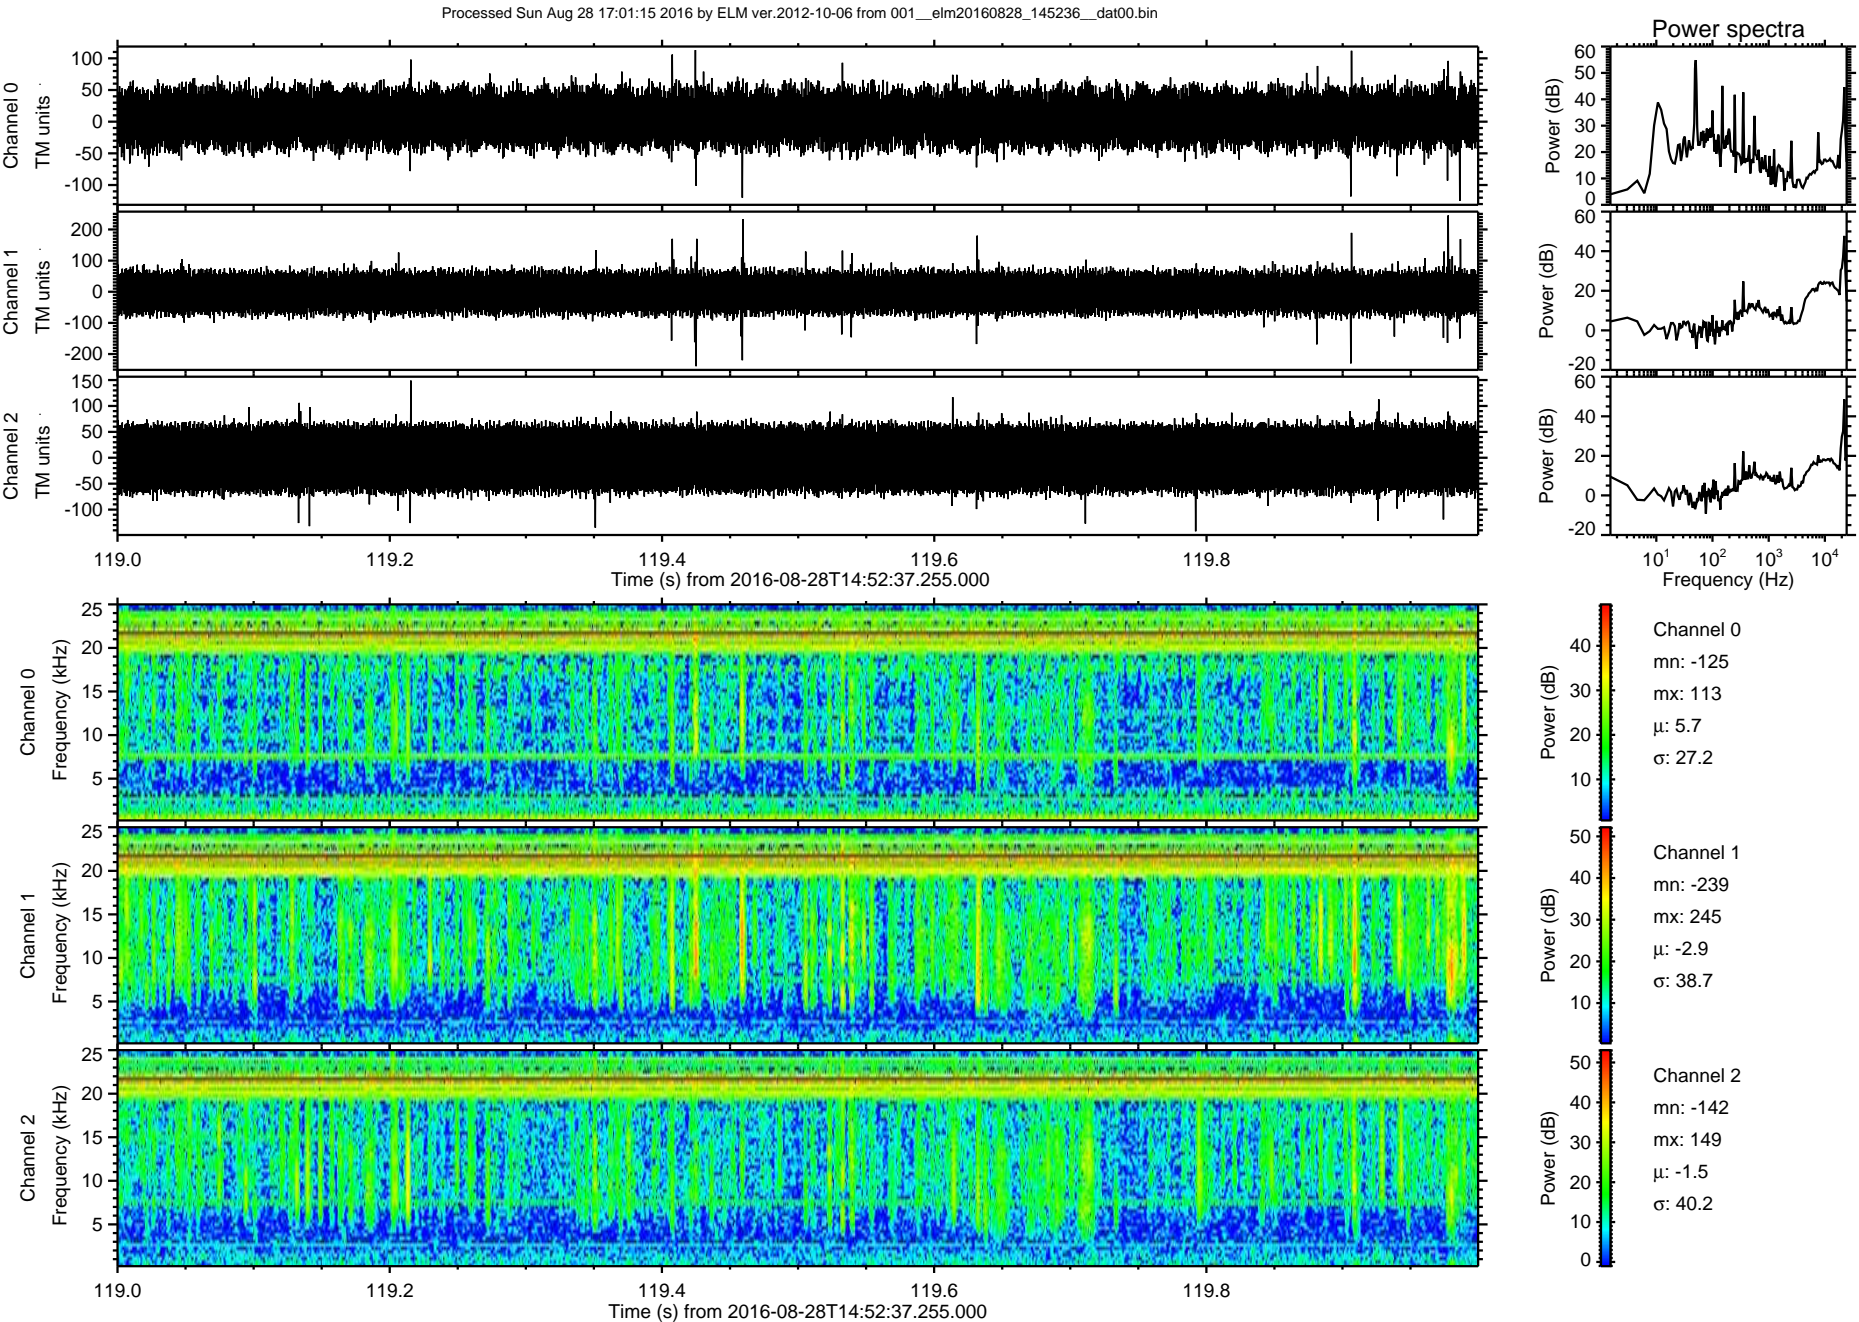 Processed Sun Aug 28 17:01:15 2016 by ELM ver.2012-10-06 from 001__elm20160828_145236__dat00.bin
Power spectra
Channel 0
TM units
100
50
0
-50
-100
Power (dB)
60
50
40
30
20
10
0
Channel 1
TM units
200
100
0
-100
-200
Power (dB)
60
40
20
0
-20
Channel 2
TM units
150
100
50
0
-50
-100
Power (dB)
60
40
20
0
-20
119.0 119.2 119.4 119.6 119.8
Time (s) from 2016-08-28T14:52:37.255.000
10¹ 10² 10³ 10⁴
Frequency (Hz)
Channel 0
Frequency (kHz)
25
20
15
10
5
Power (dB)
40
30
20
10
Channel 0
mn: -125
mx: 113
μ: 5.7
σ: 27.2
Channel 1
Frequency (kHz)
25
20
15
10
5
Power (dB)
50
40
30
20
10
Channel 1
mn: -239
mx: 245
μ: -2.9
σ: 38.7
Channel 2
Frequency (kHz)
25
20
15
10
5
Power (dB)
50
40
30
20
10
0
Channel 2
mn: -142
mx: 149
μ: -1.5
σ: 40.2
119.0 119.2 119.4 119.6 119.8
Time (s) from 2016-08-28T14:52:37.255.000